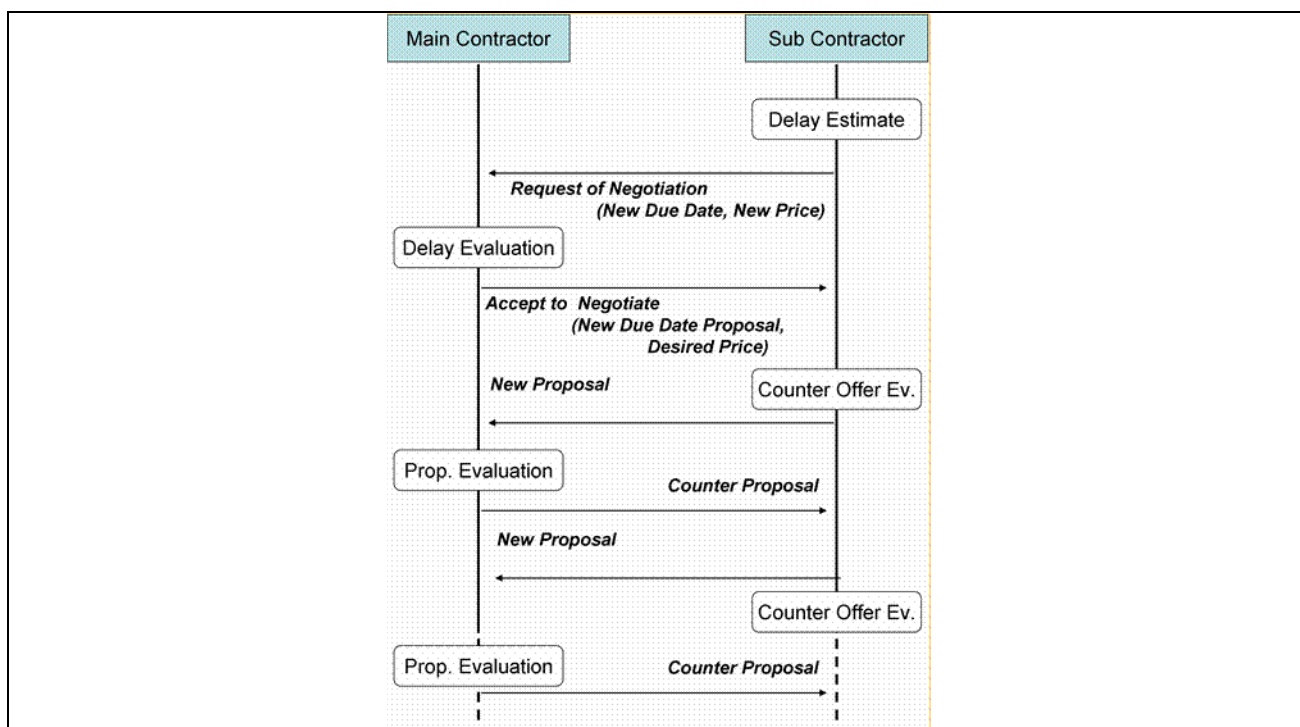 Main Contractor
Sub Contractor
Delay Estimate
Request of Negotiation
(New Due Date, New Price)
Delay Evaluation
Accept to Negotiate
(New Due Date Proposal,
Desired Price)
New Proposal
Counter Offer Ev.
Prop. Evaluation
Counter Proposal
New Proposal
Counter Offer Ev.
Prop. Evaluation
Counter Proposal